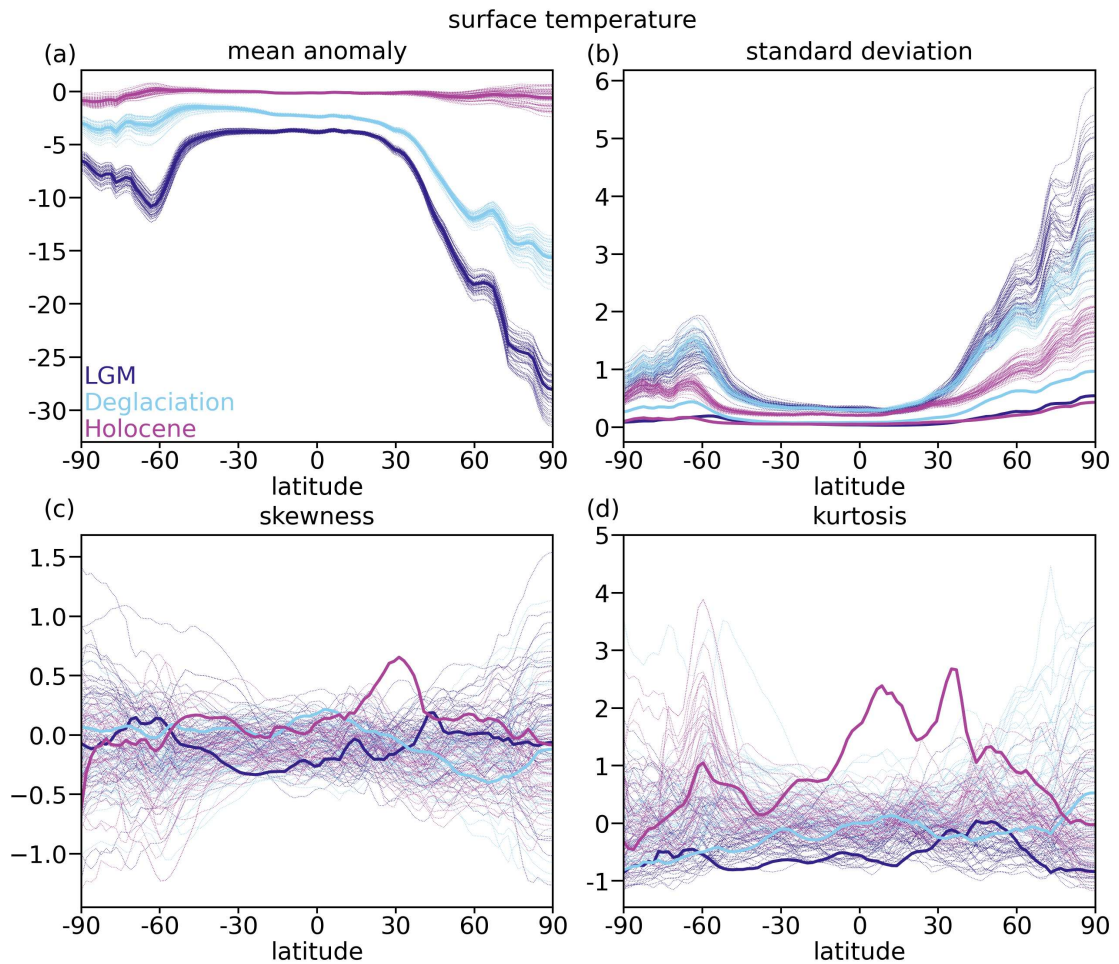 surface temperature
(a)
mean anomaly
0
-5
-10
-15
-20
-25
-30
LGM
Deglaciation
Holocene
-90 -60 -30 0 30 60 90
latitude
(b)
standard deviation
6
5
4
3
2
1
0
-90 -60 -30 0 30 60 90
latitude
(c)
skewness
1.5
1.0
0.5
0.0
−0.5
−1.0
-90 -60 -30 0 30 60 90
latitude
(d)
kurtosis
5
4
3
2
1
0
-1
-90 -60 -30 0 30 60 90
latitude